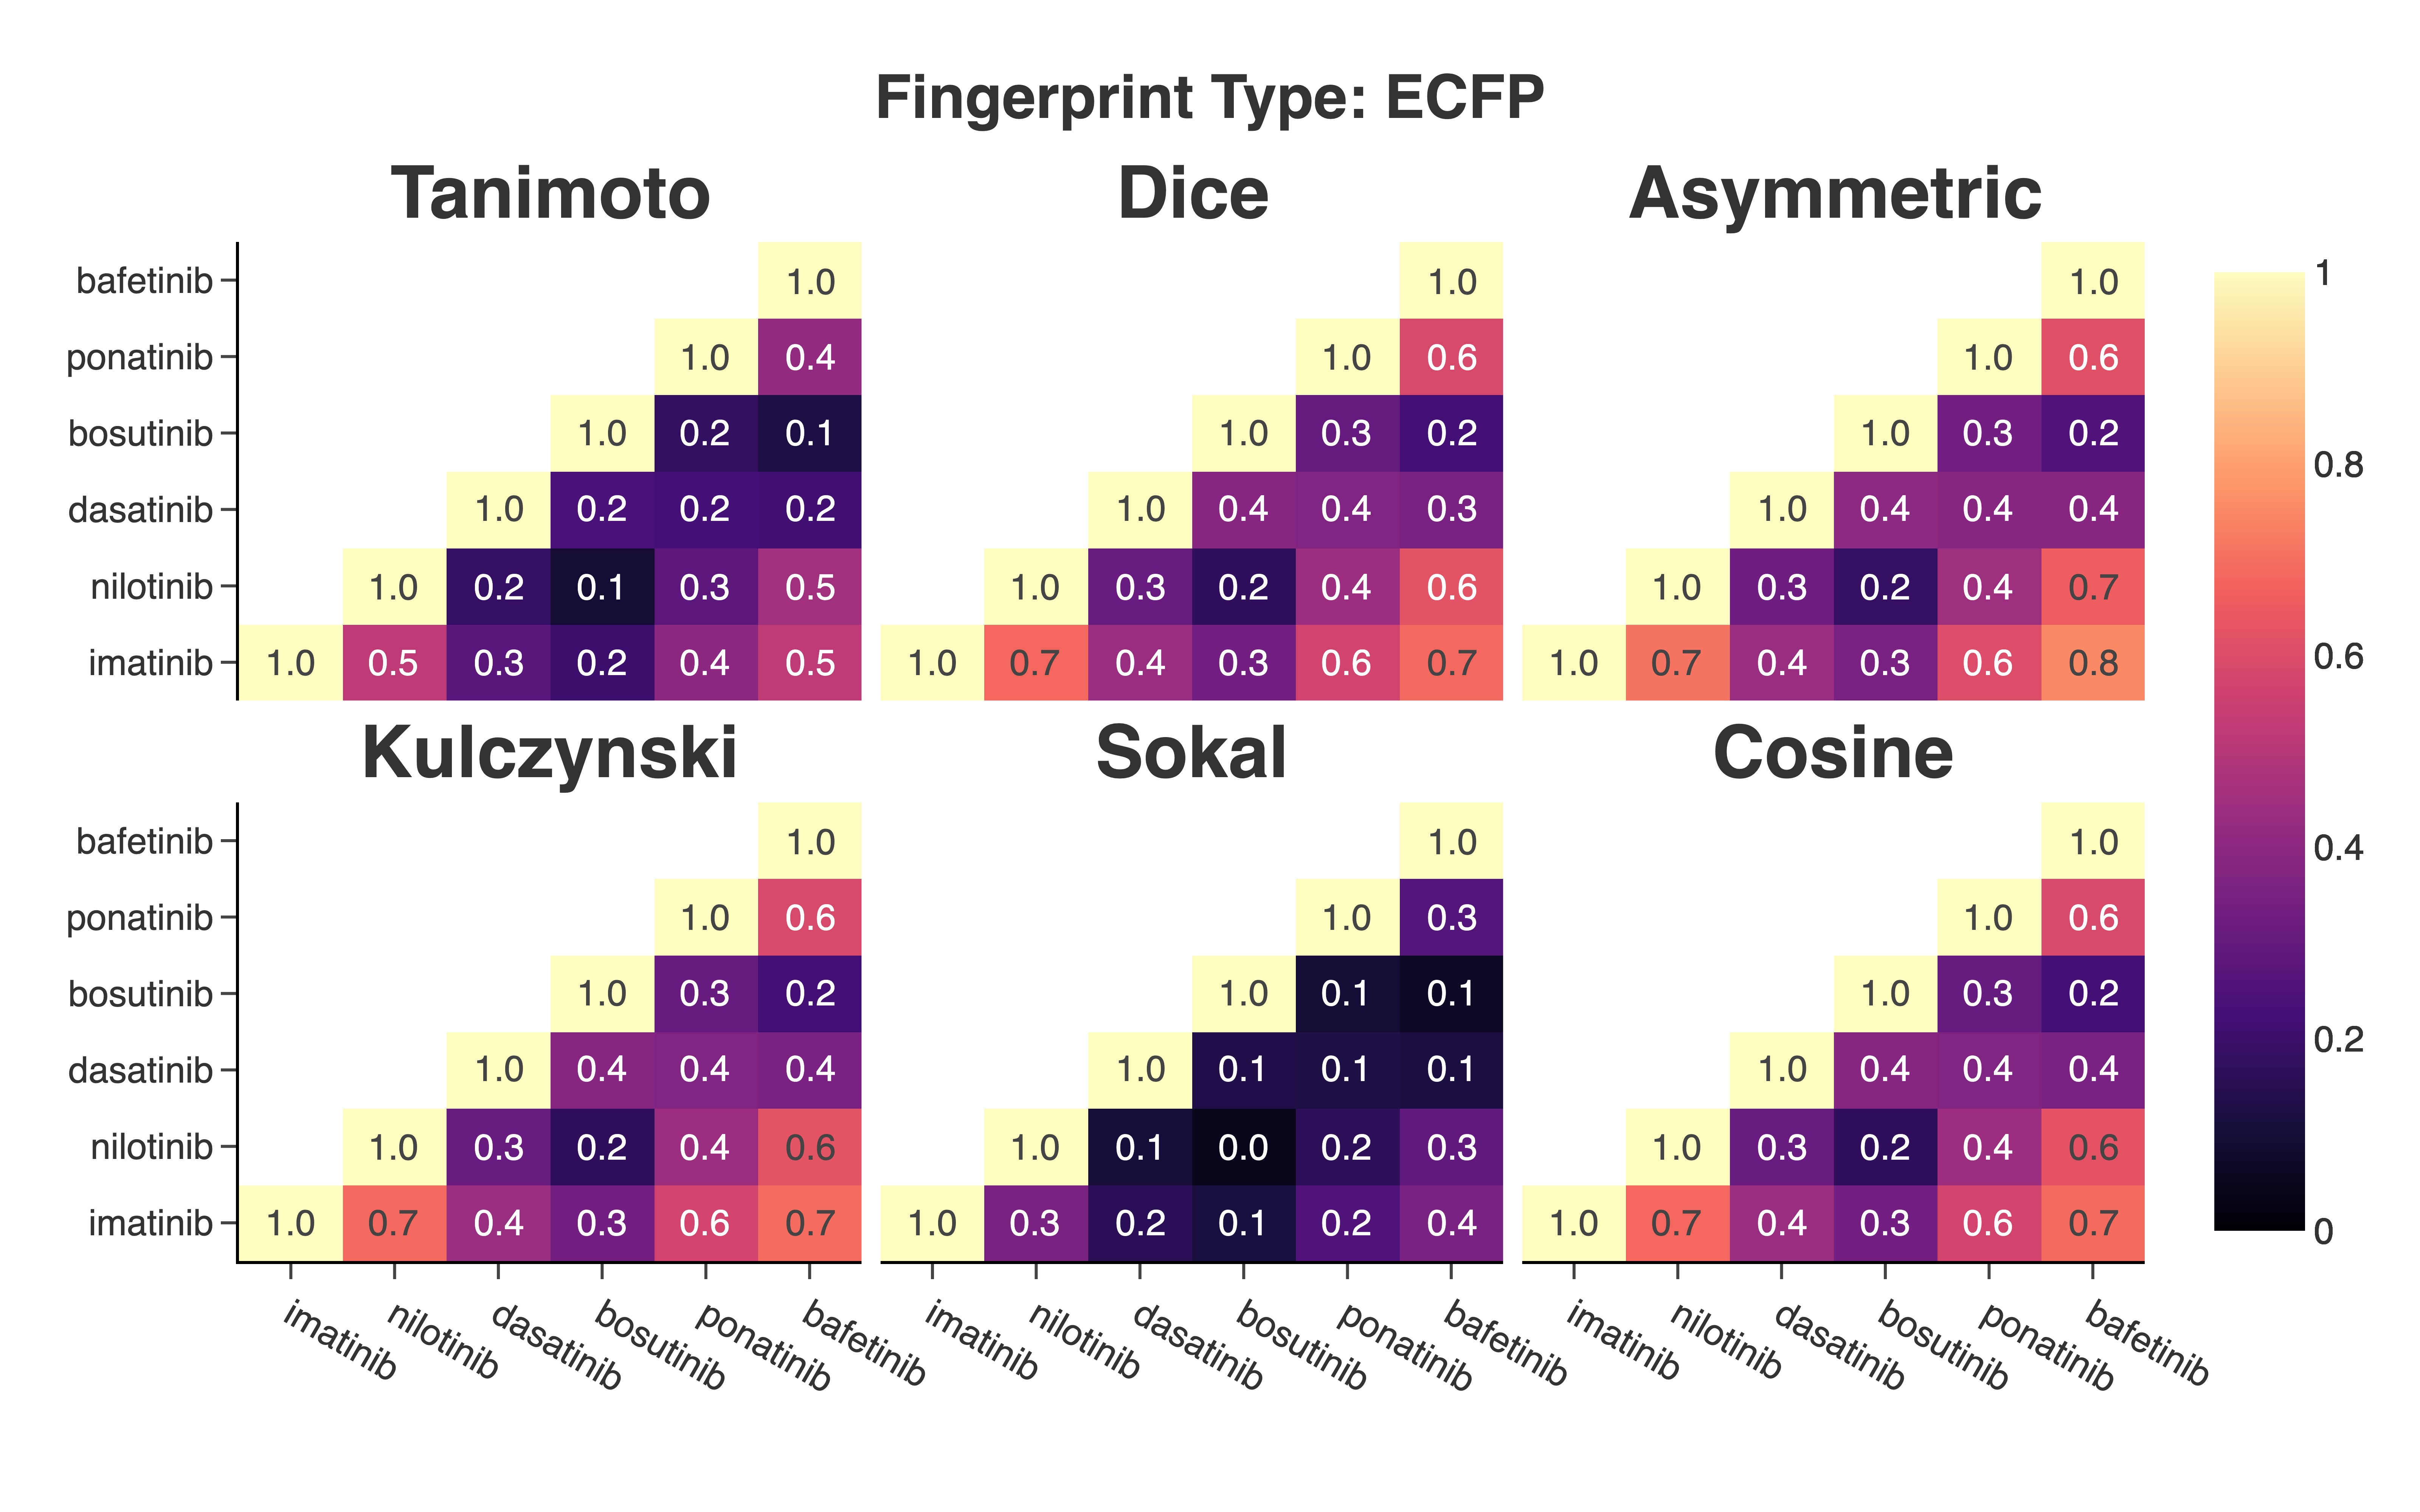 Fingerprint Type: ECFP
Tanimoto Dice Asymmetric
bafetinib 1.0 1.0 1.0 1
ponatinib 1.0 0.4 1.0 0.6 1.0 0.6
bosutinib 1.0 0.2 0.1 1.0 0.3 0.2 1.0 0.3 0.2
0.8
dasatinib 1.0 0.2 0.2 0.2 1.0 0.4 0.4 0.3 1.0 0.4 0.4 0.4
nilotinib 1.0 0.2 0.1 0.3 0.5 1.0 0.3 0.2 0.4 0.6 1.0 0.3 0.2 0.4 0.7
imatinib 1.0 0.5 0.3 0.2 0.4 0.5 1.0 0.7 0.4 0.3 0.6 0.7 1.0 0.7 0.4 0.3 0.6 0.8 0.6
Kulczynski Sokal Cosine
bafetinib 1.0 1.0 1.0 0.4
ponatinib 1.0 0.6 1.0 0.3 1.0 0.6
bosutinib 1.0 0.3 0.2 1.0 0.1 0.1 1.0 0.3 0.2
0.2
dasatinib 1.0 0.4 0.4 0.4 1.0 0.1 0.1 0.1 1.0 0.4 0.4 0.4
nilotinib 1.0 0.3 0.2 0.4 0.6 1.0 0.1 0.0 0.2 0.3 1.0 0.3 0.2 0.4 0.6
imatinib 1.0 0.7 0.4 0.3 0.6 0.7 1.0 0.3 0.2 0.1 0.2 0.4 1.0 0.7 0.4 0.3 0.6 0.7 0
imatinib nilotinib dasatinib bosutinib ponatinib bafetinib imatinib nilotinib dasatinib bosutinib ponatinib bafetinib imatinib nilotinib dasatinib bosutinib ponatinib bafetinib